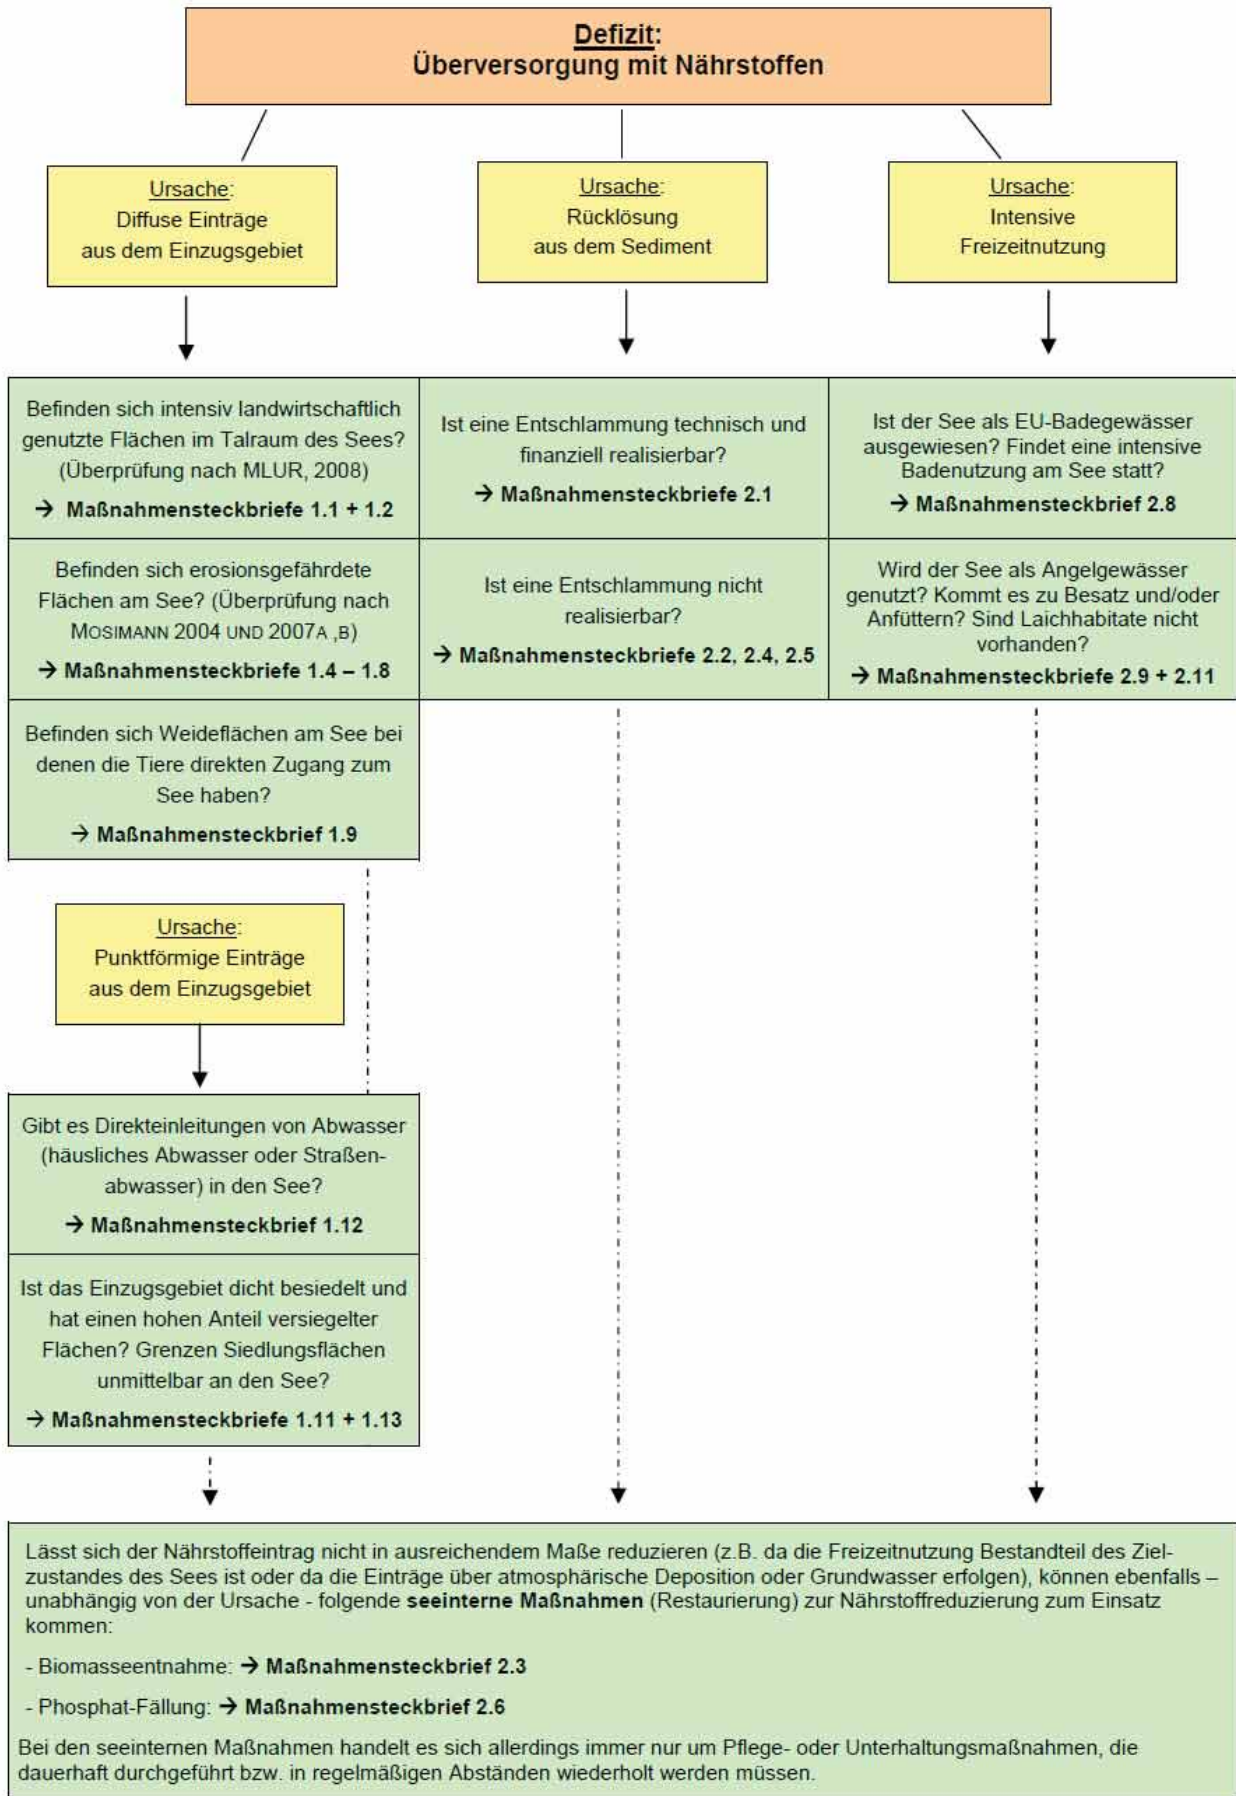 Defizit:
Überversorgung mit Nährstoffen
Ursache:
Diffuse Einträge
aus dem Einzugsgebiet
Ursache:
Rücklösung
aus dem Sediment
Ursache:
Intensive
Freizeitnutzung
Befinden sich intensiv landwirtschaftlich
genutzte Flächen im Talraum des Sees?
(Überprüfung nach MLUR, 2008)
→ Maßnahmensteckbriefe 1.1 + 1.2
Ist eine Entschlammung technisch und
finanziell realisierbar?
→ Maßnahmensteckbriefe 2.1
Ist der See als EU-Badegewässer
ausgewiesen? Findet eine intensive
Badenutzung am See statt?
→ Maßnahmensteckbrief 2.8
Befinden sich erosionsgefährdete
Flächen am See? (Überprüfung nach
MOSIMANN 2004 UND 2007A ,B)
→ Maßnahmensteckbriefe 1.4 – 1.8
Ist eine Entschlammung nicht
realisierbar?
→ Maßnahmensteckbriefe 2.2, 2.4, 2.5
Wird der See als Angelgewässer
genutzt? Kommt es zu Besatz und/oder
Anfüttern? Sind Laichhabitate nicht
vorhanden?
→ Maßnahmensteckbriefe 2.9 + 2.11
Befinden sich Weideflächen am See bei
denen die Tiere direkten Zugang zum
See haben?
→ Maßnahmensteckbrief 1.9
Ursache:
Punktförmige Einträge
aus dem Einzugsgebiet
Gibt es Direkteinleitungen von Abwasser
(häusliches Abwasser oder Straßen-
abwasser) in den See?
→ Maßnahmensteckbrief 1.12
Ist das Einzugsgebiet dicht besiedelt und
hat einen hohen Anteil versiegelter
Flächen? Grenzen Siedlungsflächen
unmittelbar an den See?
→ Maßnahmensteckbriefe 1.11 + 1.13
Lässt sich der Nährstoffeintrag nicht in ausreichendem Maße reduzieren (z.B. da die Freizeitnutzung Bestandteil des Ziel-
zustandes des Sees ist oder da die Einträge über atmosphärische Deposition oder Grundwasser erfolgen), können ebenfalls –
unabhängig von der Ursache - folgende seeinterne Maßnahmen (Restaurierung) zur Nährstoffreduzierung zum Einsatz
kommen:
- Biomasseentnahme: → Maßnahmensteckbrief 2.3
- Phosphat-Fällung: → Maßnahmensteckbrief 2.6
Bei den seeinternen Maßnahmen handelt es sich allerdings immer nur um Pflege- oder Unterhaltungsmaßnahmen, die
dauerhaft durchgeführt bzw. in regelmäßigen Abständen wiederholt werden müssen.